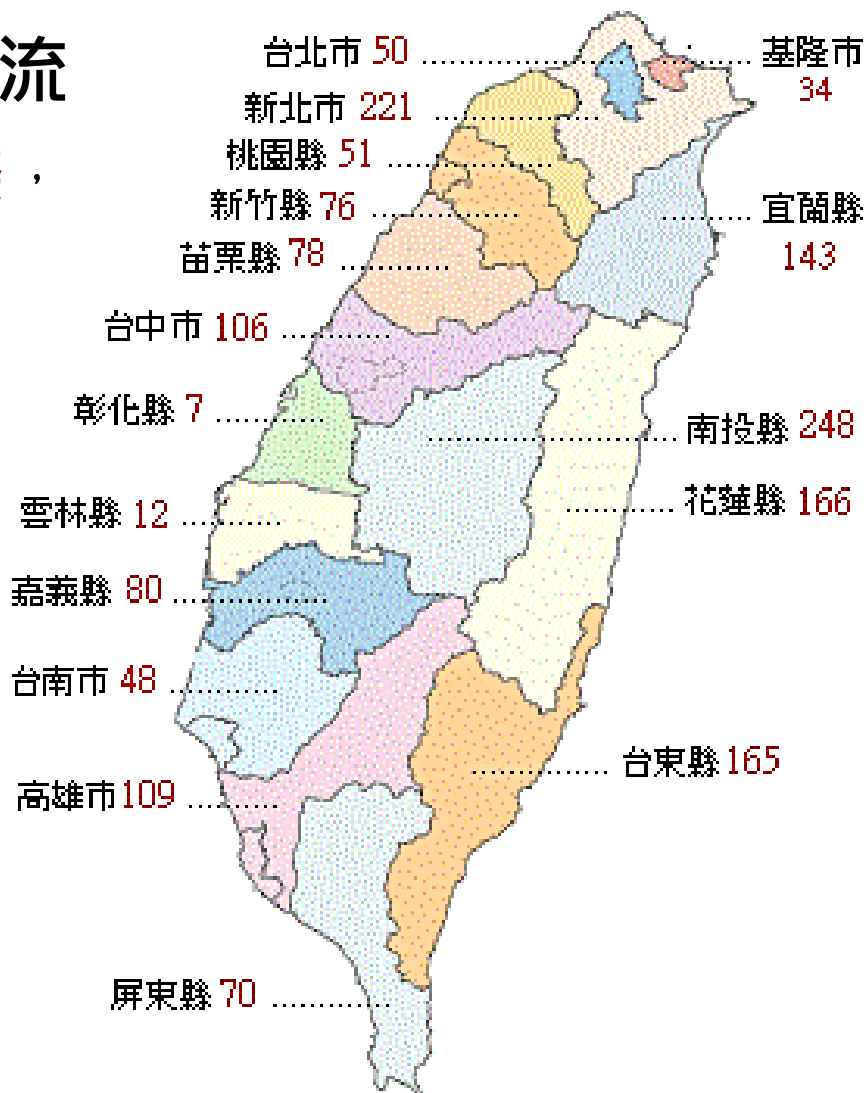 流
，
台北市 50
基隆市
34
新北市 221
桃園縣 51
新竹縣 76
宜蘭縣
143
苗栗縣 78
台中市 106
彰化縣 7
南投縣 248
花蓮縣 166
雲林縣 12
嘉義縣 80
台南市 48
台東縣 165
高雄市 109
屏東縣 70